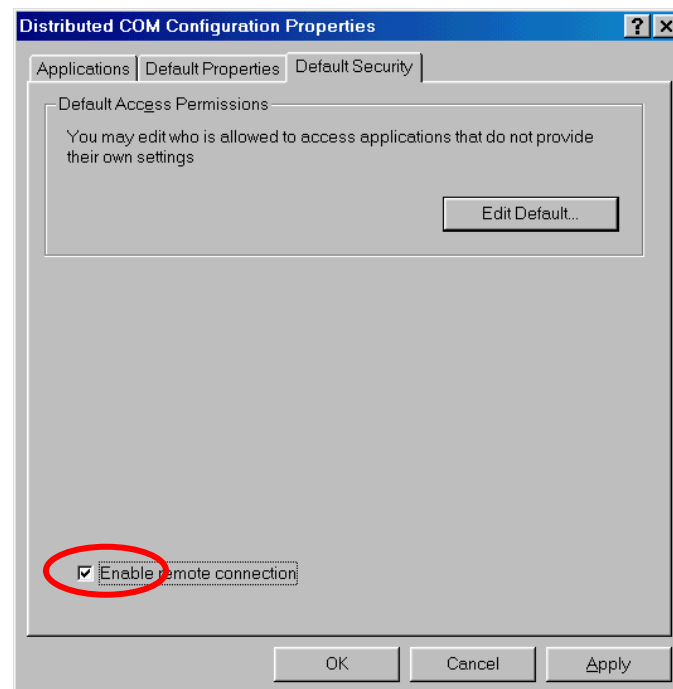 Distributed COM Configuration Properties
Applications Default Properties Default Security
Default Access Permissions
You may edit who is allowed to access applications that do not provide
their own settings
Edit Default...
Enable remote connection
OK Cancel Apply